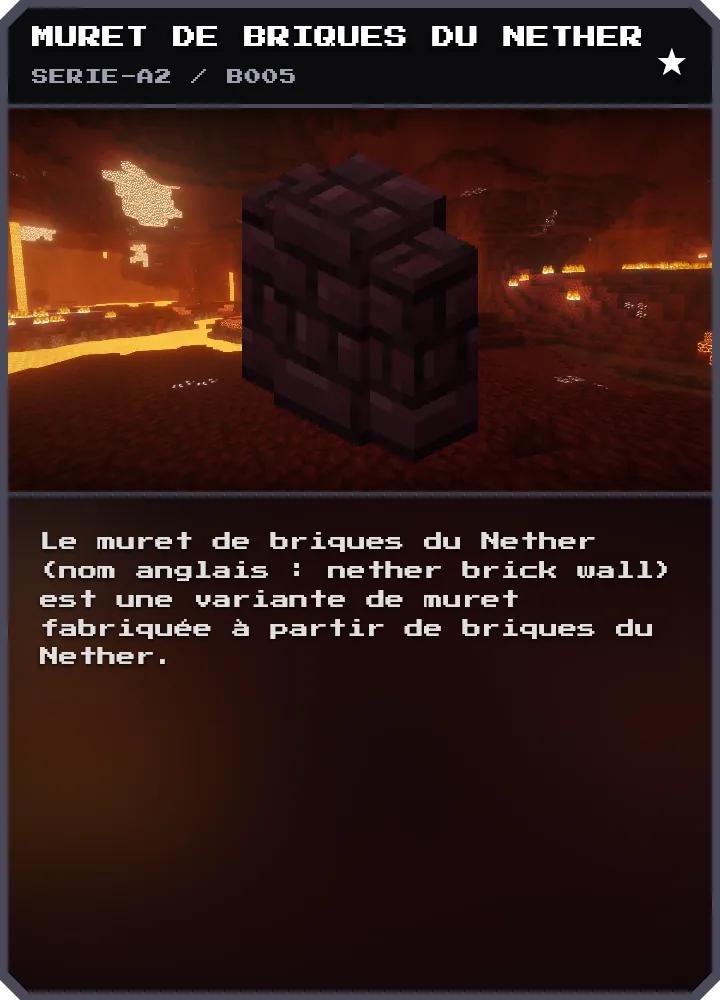 MURET DE BRIQUES DU NETHER
SERIE-A2 / B005
Le muret de briques du Nether
(nom anglais : nether brick wall)
est une variante de muret
fabriquée à partir de briques du
Nether.